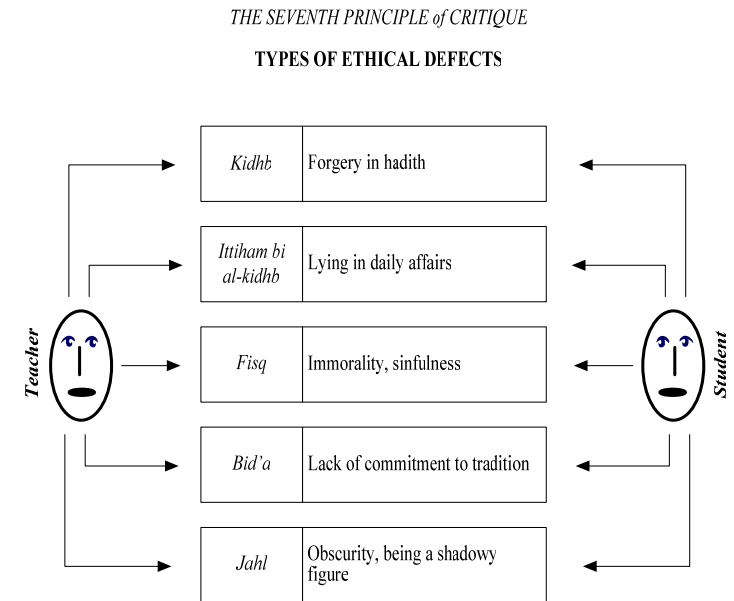 THE SEVENTH PRINCIPLE of CRITIQUE
TYPES OF ETHICAL DEFECTS
Kidhb
Forgery in hadith
Ittiham bi
al-kidhb
Lying in daily affairs
Teacher
Fisq
Immorality, sinfulness
Student
Bid'a
Lack of commitment to tradition
Jahl
Obscurity, being a shadowy
figure